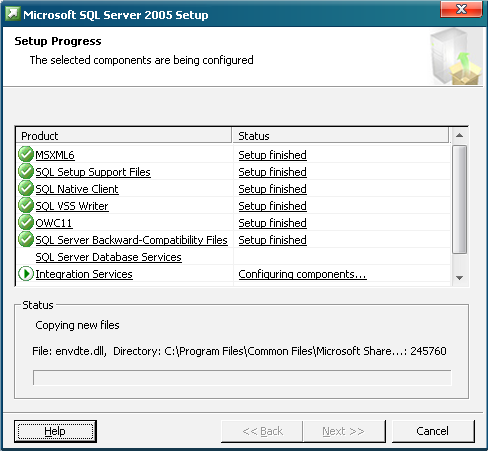 Microsoft SQL Server 2005 Setup
Setup Progress
The selected components are being configured
Product Status
MSXML6 Setup finished
SQL Setup Support Files Setup finished
SQL Native Client Setup finished
SQL VSS Writer Setup finished
OWC11 Setup finished
SQL Server Backward-Compatibility Files Setup finished
SQL Server Database Services
Integration Services Configuring components...
Status
Copying new files
File: envdte.dll, Directory: C:\Program Files\Common Files\Microsoft Share...: 245760
Help << Back Next >> Cancel